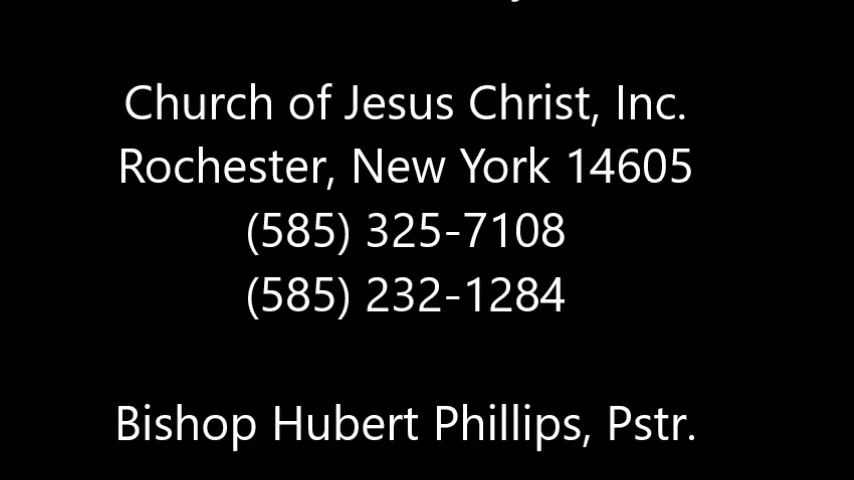 Church of Jesus Christ, Inc.
Rochester, New York 14605
(585) 325-7108
(585) 232-1284
Bishop Hubert Phillips, Pstr.